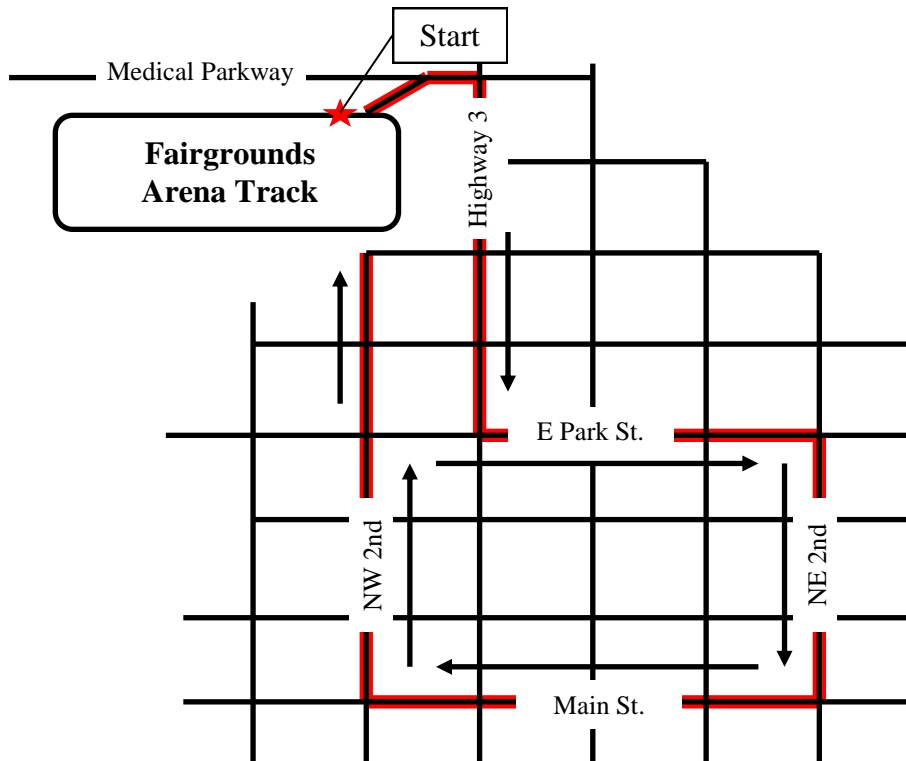 Start
Medical Parkway
Fairgrounds
Arena Track
Highway 3
E Park St.
NW 2nd
NE 2nd
Main St.